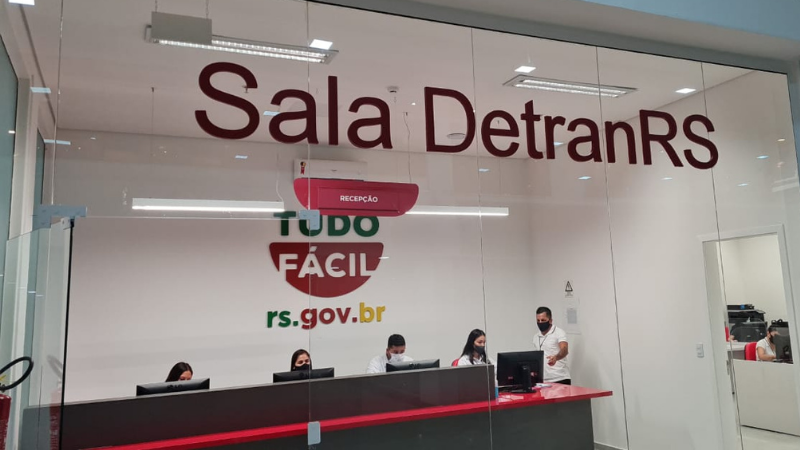 Sala DetranRS
RECEPÇÃO
TUDO
FÁCIL
rs.gov.br